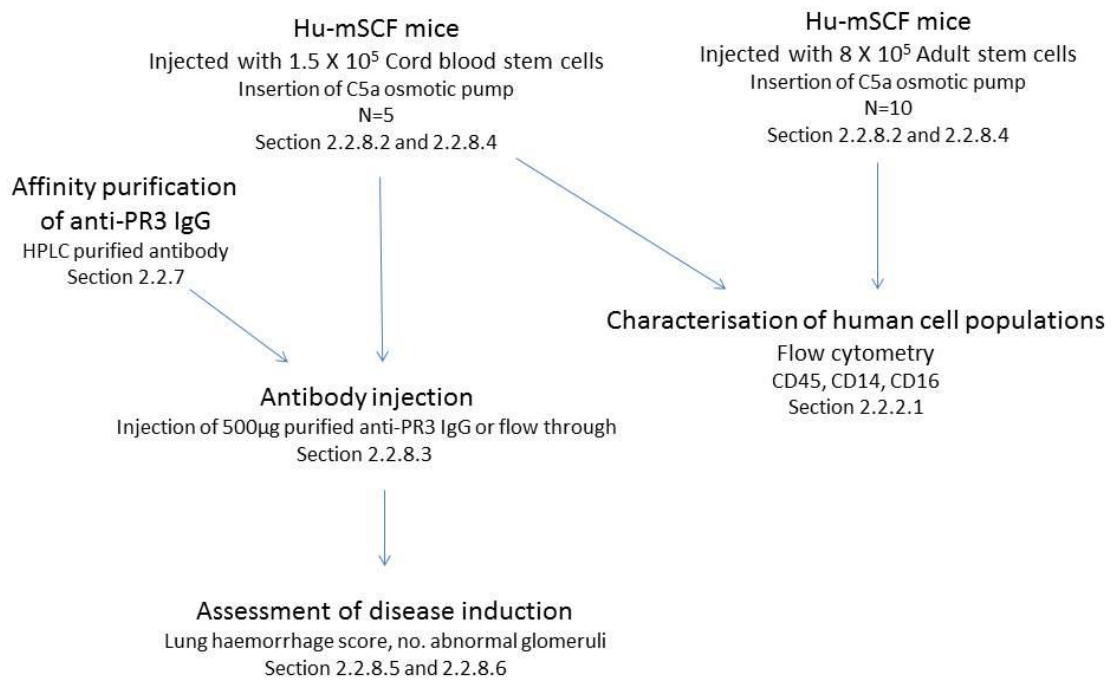 Hu-mSCF mice
Injected with 1.5 X 10⁵ Cord blood stem cells
Insertion of C5a osmotic pump
N=5
Section 2.2.8.2 and 2.2.8.4
Hu-mSCF mice
Injected with 8 X 10⁵ Adult stem cells
Insertion of C5a osmotic pump
N=10
Section 2.2.8.2 and 2.2.8.4
Affinity purification
of anti-PR3 IgG
HPLC purified antibody
Section 2.2.7
Characterisation of human cell populations
Flow cytometry
CD45, CD14, CD16
Section 2.2.2.1
Antibody injection
Injection of 500µg purified anti-PR3 IgG or flow through
Section 2.2.8.3
Assessment of disease induction
Lung haemorrhage score, no. abnormal glomeruli
Section 2.2.8.5 and 2.2.8.6